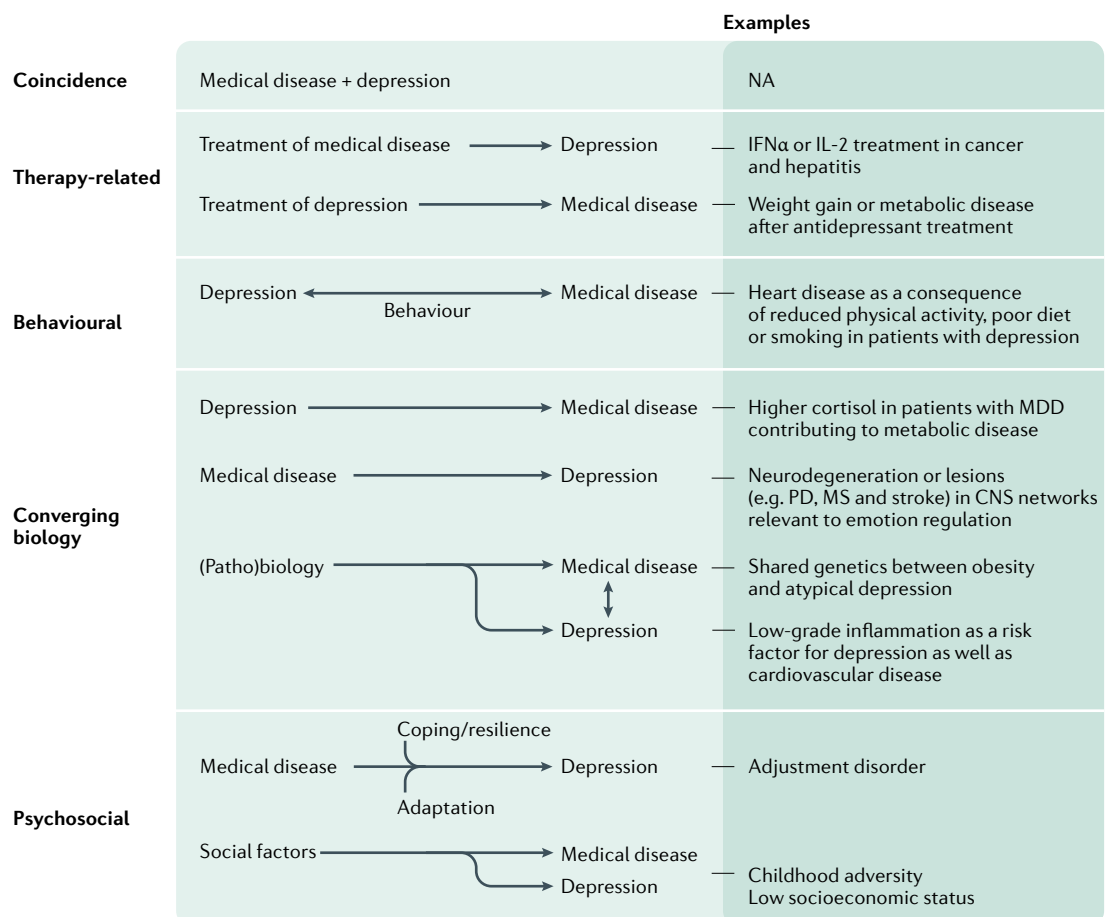 Examples
Coincidence
Medical disease + depression
NA
Therapy-related
Treatment of medical disease
Depression
IFNα or IL-2 treatment in cancer
and hepatitis
Treatment of depression
Medical disease
Weight gain or metabolic disease
after antidepressant treatment
Behavioural
Depression
Behaviour
Medical disease
Heart disease as a consequence
of reduced physical activity, poor diet
or smoking in patients with depression
Converging
biology
Depression
Medical disease
Higher cortisol in patients with MDD
contributing to metabolic disease
Medical disease
Depression
Neurodegeneration or lesions
(e.g. PD, MS and stroke) in CNS networks
relevant to emotion regulation
(Patho)biology
Medical disease
Shared genetics between obesity
and atypical depression
Depression
Low-grade inflammation as a risk
factor for depression as well as
cardiovascular disease
Psychosocial
Coping/resilience
Medical disease
Depression
Adjustment disorder
Adaptation
Social factors
Medical disease
Depression
Childhood adversity
Low socioeconomic status